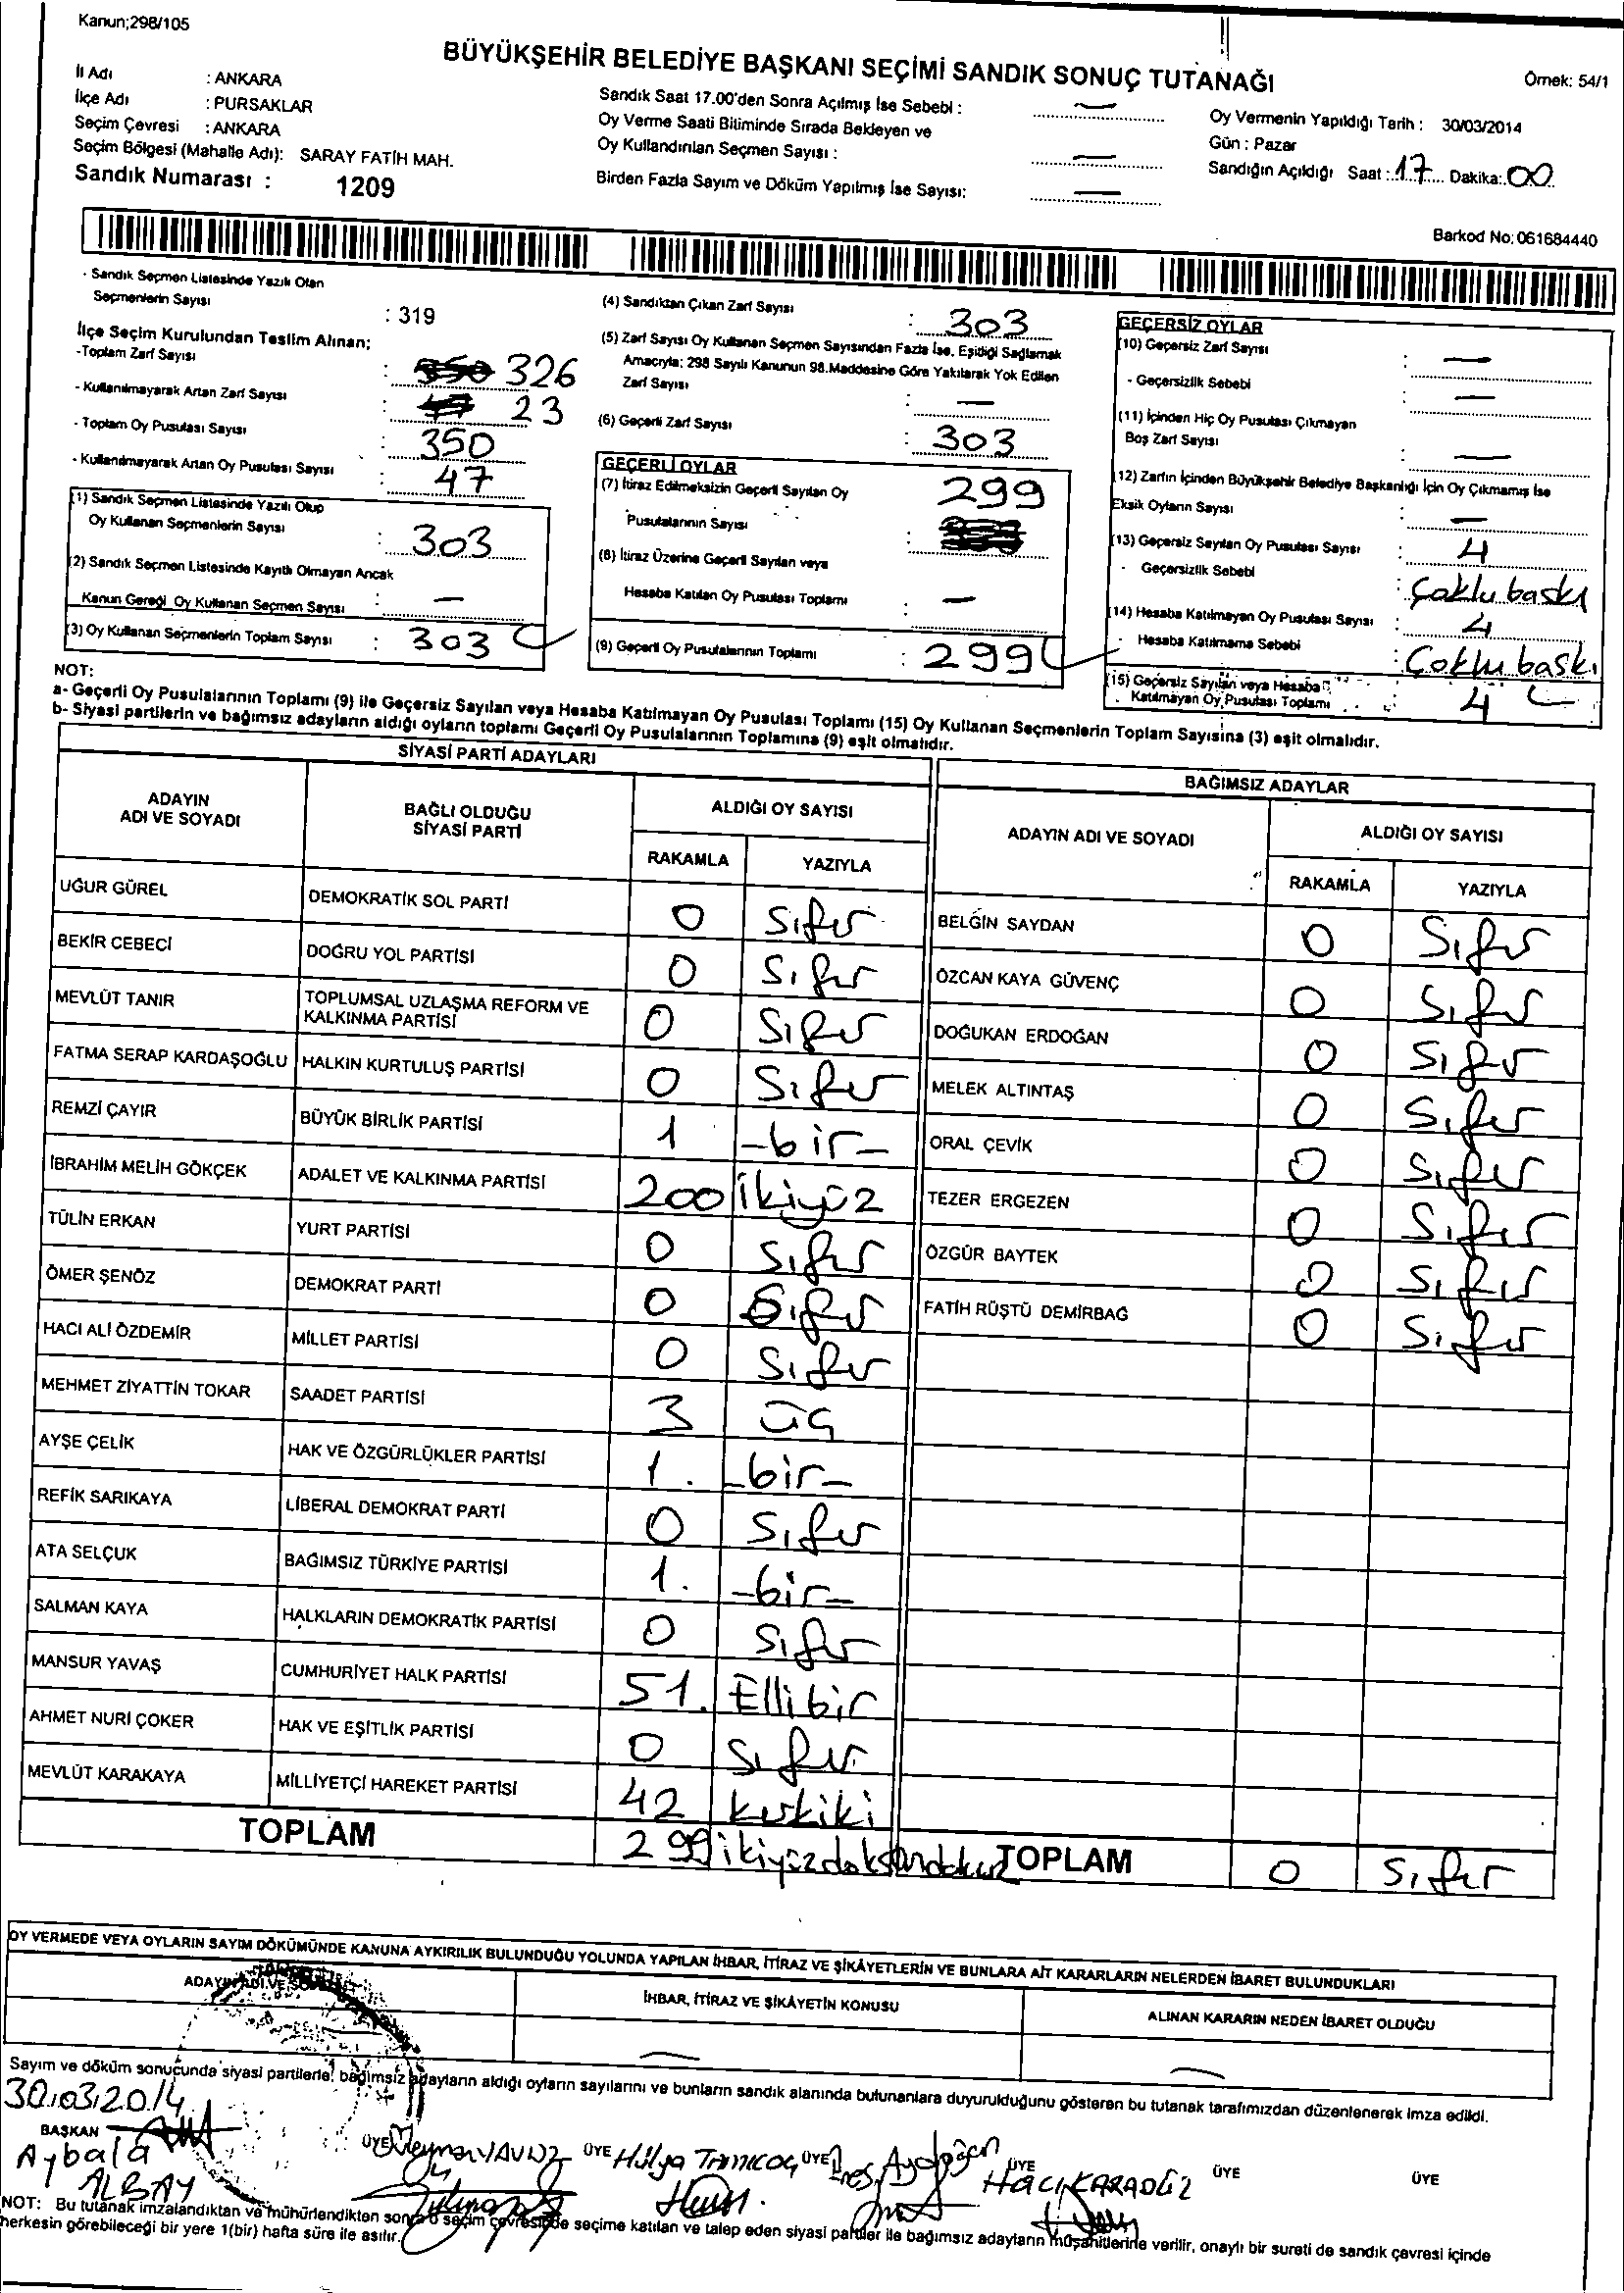 Kanun;298/105
BÜYÜKŞEHİR BELEDİYE BAŞKANI SEÇİMİ SANDIK SONUÇ TUTANAĞI
Örnek: 54/1
İl Adı : ANKARA
İlçe Adı : PURSAKLAR
Seçim Çevresi : ANKARA
Seçim Bölgesi (Mahalle Adı): SARAY FATİH MAH.
Sandık Numarası : 1209
Sandık Saat 17.00'den Sonra Açılmış İse Sebebi : —
Oy Verme Saati Bitiminde Sırada Bekleyen ve
Oy Kullandırılan Seçmen Sayısı : —
Birden Fazla Sayım ve Döküm Yapılmış İse Sayısı: —
Oy Vermenin Yapıldığı Tarih : 30/03/2014
Gün : Pazar
Sandığın Açıldığı Saat : 17 Dakika: 00
Barkod No: 061684440
- Sandık Seçmen Listesinde Yazılı Olan
Seçmenlerin Sayısı : 319
İlçe Seçim Kurulundan Teslim Alınan;
-Toplam Zarf Sayısı : 350 326
- Kullanılmayarak Artan Zarf Sayısı : 47 23
- Toplam Oy Pusulası Sayısı : 350
- Kullanılmayarak Artan Oy Pusulası Sayısı : 47
(1) Sandık Seçmen Listesinde Yazılı Olup
Oy Kullanan Seçmenlerin Sayısı : 303
(2) Sandık Seçmen Listesinde Kayıtlı Olmayan Ancak
Kanun Gereği Oy Kullanan Seçmen Sayısı : —
(3) Oy Kullanan Seçmenlerin Toplam Sayısı : 303
(4) Sandıktan Çıkan Zarf Sayısı : 303
(5) Zarf Sayısı Oy Kullanan Seçmen Sayısından Fazla İse, Eşitliği Sağlamak
Amacıyla; 298 Sayılı Kanunun 98.Maddesine Göre Yakılarak Yok Edilen
Zarf Sayısı : —
(6) Geçerli Zarf Sayısı : 303
GEÇERLİ OYLAR
(7) İtiraz Edilmeksizin Geçerli Sayılan Oy
Pusulalarının Sayısı : 299
(8) İtiraz Üzerine Geçerli Sayılan veya
Hesaba Katılan Oy Pusulası Toplamı : —
(9) Geçerli Oy Pusulalarının Toplamı : 299
GEÇERSİZ OYLAR
(10) Geçersiz Zarf Sayısı : —
- Geçersizlik Sebebi : —
(11) İçinden Hiç Oy Pusulası Çıkmayan
Boş Zarf Sayısı : —
(12) Zarfın İçinden Büyükşehir Belediye Başkanlığı İçin Oy Çıkmamış İse
Eksik Oyların Sayısı : —
(13) Geçersiz Sayılan Oy Pusulası Sayısı : 4
- Geçersizlik Sebebi : Çoklu baskı
(14) Hesaba Katılmayan Oy Pusulası Sayısı : 4
- Hesaba Katılmama Sebebi : Çoklu baskı
(15) Geçersiz Sayılan veya Hesaba
Katılmayan Oy Pusulası Toplamı : 4
NOT:
a- Geçerli Oy Pusulalarının Toplamı (9) ile Geçersiz Sayılan veya Hesaba Katılmayan Oy Pusulası Toplamı (15) Oy Kullanan Seçmenlerin Toplam Sayısına (3) eşit olmalıdır.
b- Siyasi partilerin ve bağımsız adayların aldığı oyların toplamı Geçerli Oy Pusulalarının Toplamına (9) eşit olmalıdır.
SİYASİ PARTİ ADAYLARI
ADAYIN ADI VE SOYADI BAĞLI OLDUĞU SİYASİ PARTİ ALDIĞI OY SAYISI
RAKAMLA YAZIYLA
UĞUR GÜREL DEMOKRATİK SOL PARTİ 0 Sıfır
BEKİR CEBECİ DOĞRU YOL PARTİSİ 0 Sıfır
MEVLÜT TANIR TOPLUMSAL UZLAŞMA REFORM VE KALKINMA PARTİSİ 0 Sıfır
FATMA SERAP KARDAŞOĞLU HALKIN KURTULUŞ PARTİSİ 0 Sıfır
REMZİ ÇAYIR BÜYÜK BİRLİK PARTİSİ 1 -bir-
İBRAHİM MELİH GÖKÇEK ADALET VE KALKINMA PARTİSİ 200 ikiyüz
TÜLİN ERKAN YURT PARTİSİ 0 Sıfır
ÖMER ŞENÖZ DEMOKRAT PARTİ 0 Sıfır
HACI ALİ ÖZDEMİR MİLLET PARTİSİ 0 Sıfır
MEHMET ZİYATTİN TOKAR SAADET PARTİSİ 3 üç
AYŞE ÇELİK HAK VE ÖZGÜRLÜKLER PARTİSİ 1. -bir-
REFİK SARIKAYA LİBERAL DEMOKRAT PARTİ 0 Sıfır
ATA SELÇUK BAĞIMSIZ TÜRKİYE PARTİSİ 1. -bir-
SALMAN KAYA HALKLARIN DEMOKRATİK PARTİSİ 0 Sıfır
MANSUR YAVAŞ CUMHURİYET HALK PARTİSİ 51. Ellibir
AHMET NURİ ÇOKER HAK VE EŞİTLİK PARTİSİ 0 Sıfır
MEVLÜT KARAKAYA MİLLİYETÇİ HAREKET PARTİSİ 42 kırkiki
TOPLAM 299 ikiyüzdoksandokuz
BAĞIMSIZ ADAYLAR
ADAYIN ADI VE SOYADI ALDIĞI OY SAYISI
RAKAMLA YAZIYLA
BELGİN SAYDAN 0 Sıfır
ÖZCAN KAYA GÜVENÇ 0 Sıfır
DOĞUKAN ERDOĞAN 0 Sıfır
MELEK ALTINTAŞ 0 Sıfır
ORAL ÇEVİK 0 Sıfır
TEZER ERGEZEN 0 Sıfır
ÖZGÜR BAYTEK 0 Sıfır
FATİH RÜŞTÜ DEMİRBAĞ 0 Sıfır
TOPLAM 0 Sıfır
OY VERMEDE VEYA OYLARIN SAYIM DÖKÜMÜNDE KANUNA AYKIRILIK BULUNDUĞU YOLUNDA YAPILAN İHBAR, İTİRAZ VE ŞİKÂYETLERİN VE BUNLARA AİT KARARLARIN NELERDEN İBARET BULUNDUKLARI
ADAYIN ADI VE SOYADI İHBAR, İTİRAZ VE ŞİKÂYETİN KONUSU ALINAN KARARIN NEDEN İBARET OLDUĞU
— —
Sayım ve döküm sonucunda siyasi partilerle, bağımsız adayların aldığı oyların sayılarını ve bunların sandık alanında bulunanlara duyurulduğunu gösteren bu tutanak tarafımızdan düzenlenerek imza edildi.
30.03.2014
BAŞKAN ÜYE ÜYE ÜYE ÜYE ÜYE ÜYE
Aybala ALBAY
Süleyman YAVUZ
Hülya
Hacı KARAOĞUZ
NOT: Bu tutanak imzalandıktan ve mühürlendikten sonra o seçim çevresinde seçime katılan ve talep eden siyasi partiler ile bağımsız adayların müşahitlerine verilir, onaylı bir sureti de sandık çevresi içinde
herkesin görebileceği bir yere 1(bir) hafta süre ile asılır.